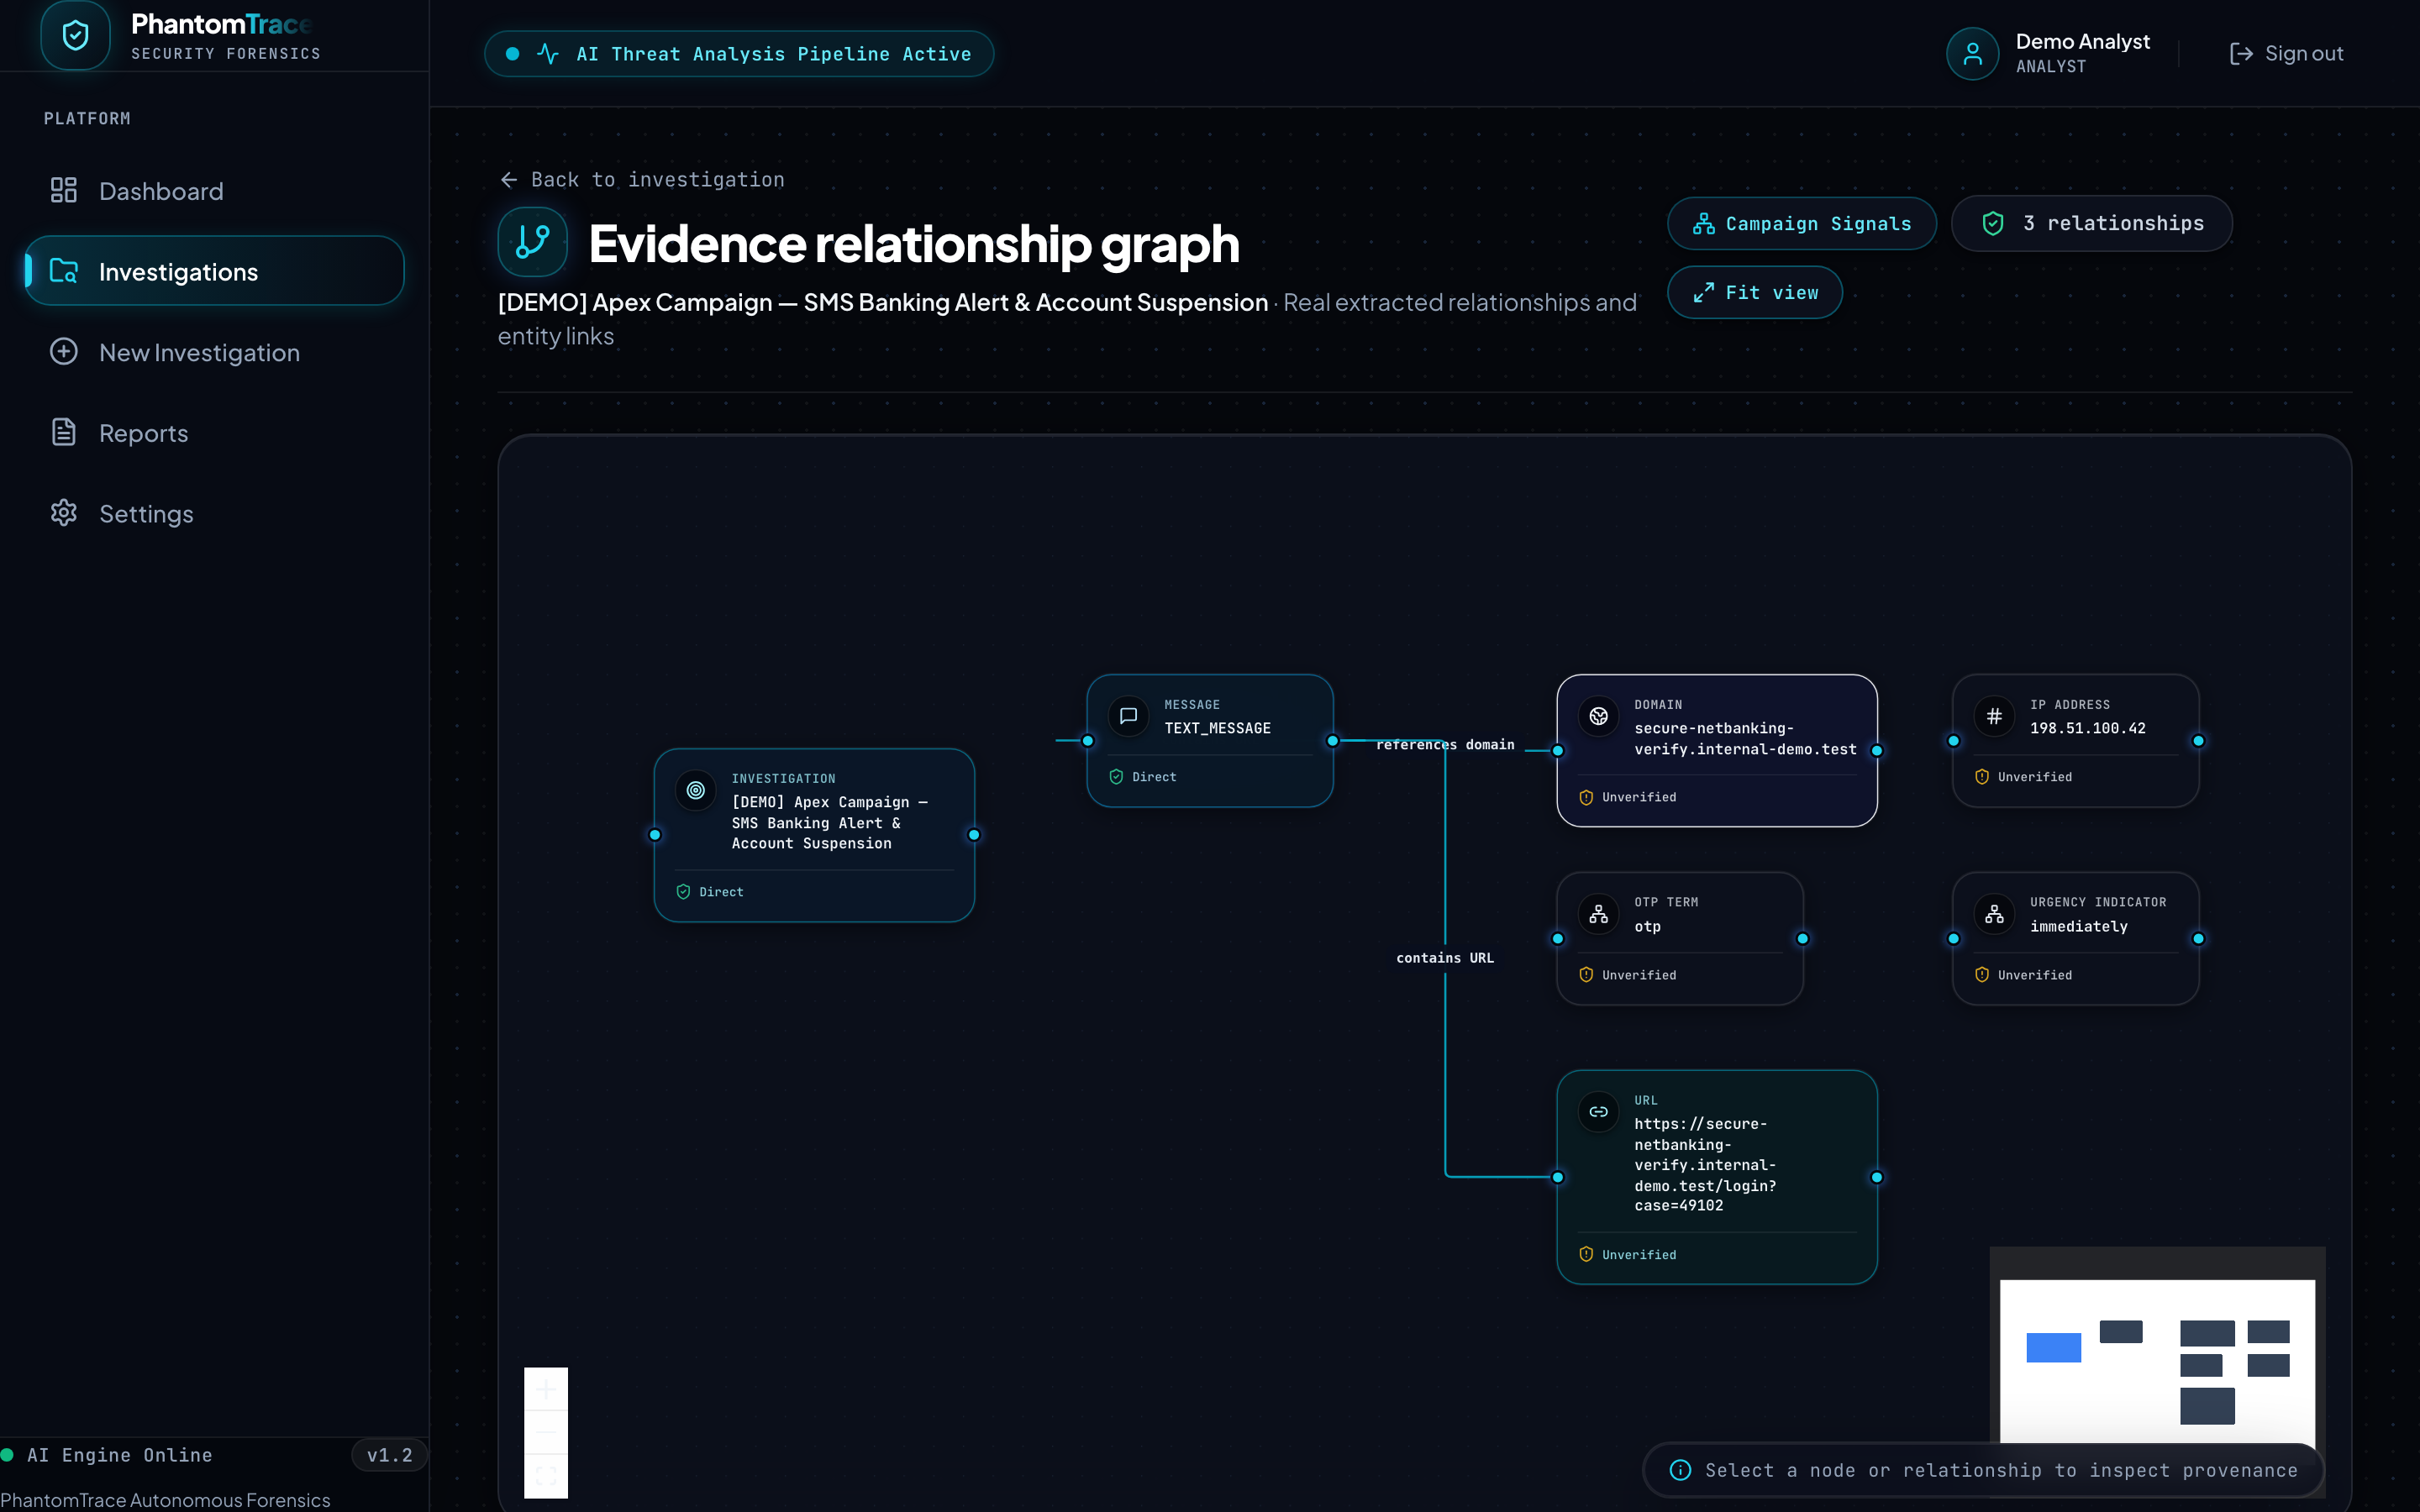 PhantomTrace
SECURITY FORENSICS
PLATFORM
Dashboard
Investigations
New Investigation
Reports
Settings
AI Engine Online
v1.2
PhantomTrace Autonomous Forensics
AI Threat Analysis Pipeline Active
Demo Analyst
ANALYST
Sign out
Back to investigation
Evidence relationship graph
[DEMO] Apex Campaign — SMS Banking Alert & Account Suspension · Real extracted relationships and
entity links
Campaign Signals
3 relationships
Fit view
INVESTIGATION
[DEMO] Apex Campaign —
SMS Banking Alert &
Account Suspension
Direct
MESSAGE
TEXT_MESSAGE
Direct
references domain
contains URL
DOMAIN
secure-netbanking-
verify.internal-demo.test
Unverified
IP ADDRESS
198.51.100.42
Unverified
OTP TERM
otp
Unverified
URGENCY INDICATOR
immediately
Unverified
URL
https://secure-
netbanking-
verify.internal-
demo.test/login?
case=49102
Unverified
Select a node or relationship to inspect provenance